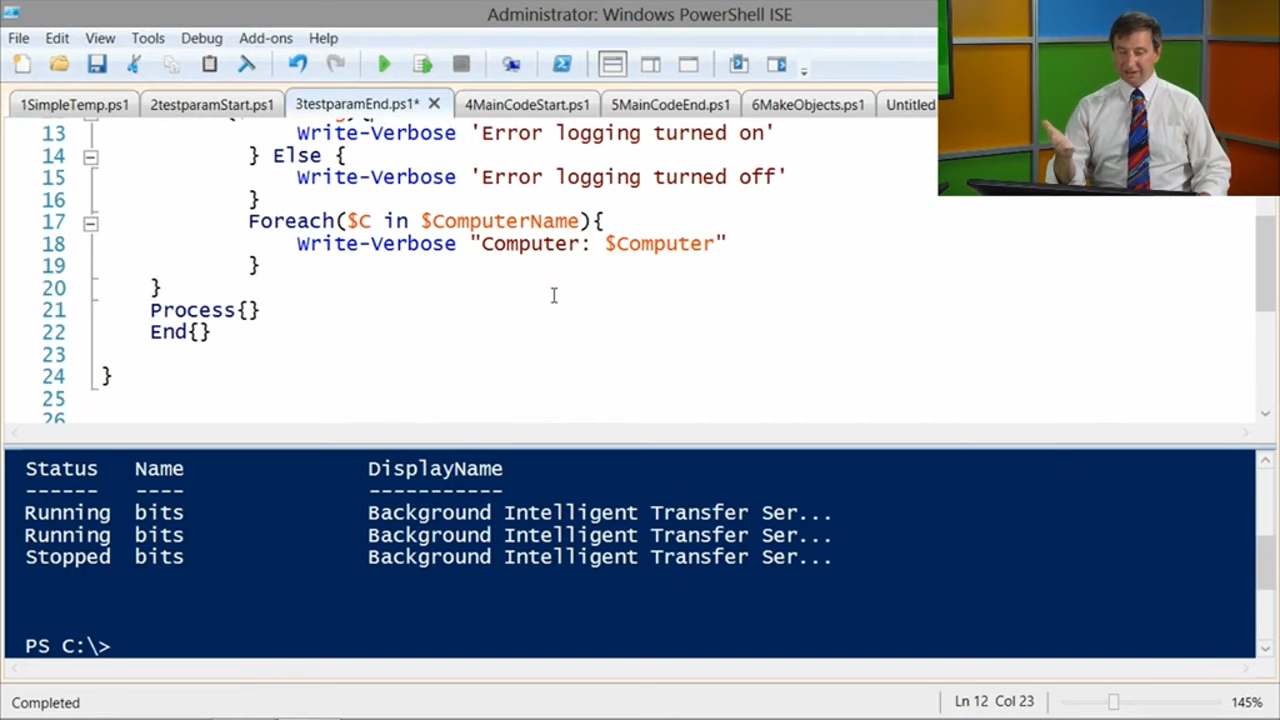 Administrator: Windows PowerShell ISE
File Edit View Tools Debug Add-ons Help
1SimpleTemp.ps1 2testparamStart.ps1 3testparamEnd.ps1* 4MainCodeStart.ps1 5MainCodeEnd.ps1 6MakeObjects.ps1 Untitled
13 Write-Verbose 'Error logging turned on'
14 } Else {
15 Write-Verbose 'Error logging turned off'
16 }
17 Foreach($C in $ComputerName){
18 Write-Verbose "Computer: $Computer"
19 }
20 }
21 Process{}
22 End{}
23
24 }
25
26
Status Name DisplayName
------ ---- -----------
Running bits Background Intelligent Transfer Ser...
Running bits Background Intelligent Transfer Ser...
Stopped bits Background Intelligent Transfer Ser...
PS C:\>
Completed Ln 12 Col 23 145%